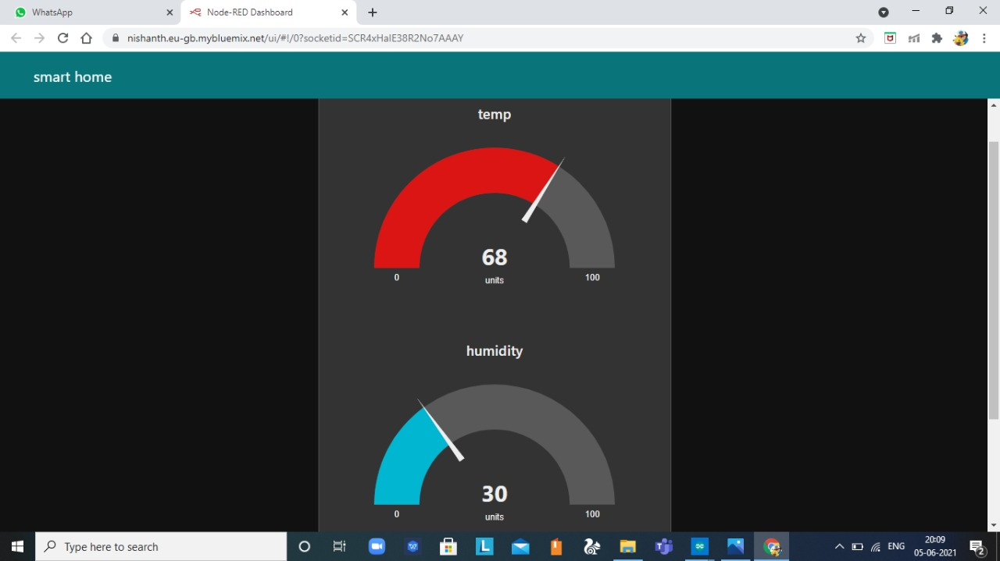 WhatsApp
Node-RED Dashboard
nishanth.eu-gb.mybluemix.net/ui/#!/0?socketid=SCR4xHaIE38R2No7AAAY
smart home
temp
68
units
0
100
humidity
30
units
0
100
Type here to search
L
W
ENG
20:09
05-06-2021
2